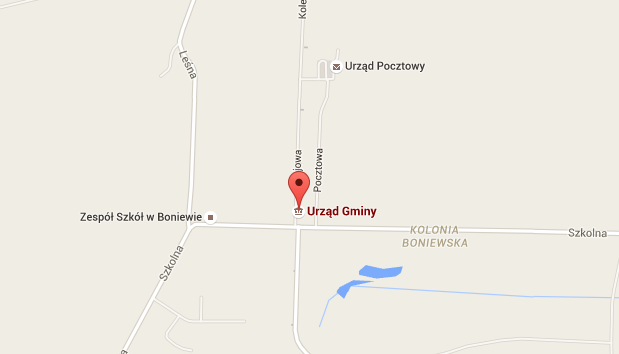 Leśna
Urząd Pocztowy
Pocztowa
Urząd Gminy
Zespół Szkół w Boniewie
KOLONIA
BONIEWSKA
Szkolna
Szkolna